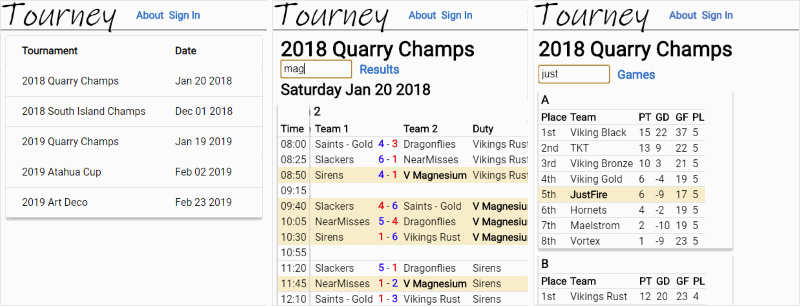 Tourney About Sign In
Tournament Date
2018 Quarry Champs Jan 20 2018
2018 South Island Champs Dec 01 2018
2019 Quarry Champs Jan 19 2019
2019 Atahua Cup Feb 02 2019
2019 Art Deco Feb 23 2019
Tourney About Sign In
2018 Quarry Champs
mag Results
Saturday Jan 20 2018
2
Time Team 1 Team 2 Duty
08:00 Saints - Gold 4 - 3 Dragonflies Vikings Rust
08:25 Slackers 6 - 1 NearMisses Vikings Rust
08:50 Sirens 4 - 1 V Magnesium Vikings Rust
09:15
09:40 Slackers 4 - 6 Saints - Gold V Magnesiu
10:05 NearMisses 5 - 4 Dragonflies V Magnesiu
10:30 Sirens 1 - 6 Vikings Rust V Magnesiu
10:55
11:20 Slackers 5 - 1 Dragonflies Sirens
11:45 NearMisses 1 - 2 V Magnesium Sirens
12:10 Saints - Gold 1 - 3 Vikings Rust Sirens
Tourney About Sign In
2018 Quarry Champs
just Games
A
Place Team PT GD GF PL
1st Viking Black 15 22 37 5
2nd TKT 13 9 22 5
3rd Viking Bronze 10 3 21 5
4th Viking Gold 6 -4 19 5
5th JustFire 6 -9 17 5
6th Hornets 4 -2 19 5
7th Maelstrom 2 -10 19 5
8th Vortex 1 -9 23 5
B
Place Team PT GD GF PL
1st Vikings Rust 12 20 23 4